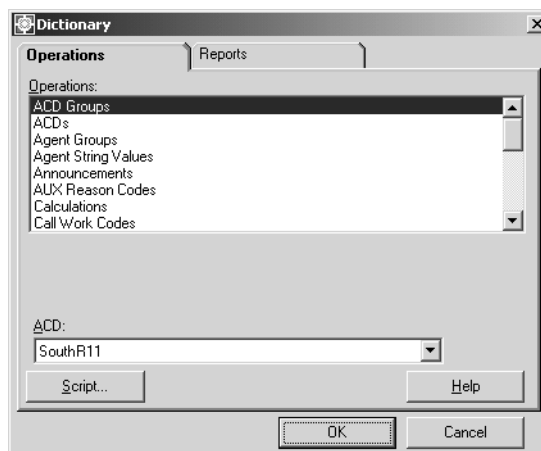 Dictionary
Operations
Reports
Operations:
ACD Groups
ACDs
Agent Groups
Agent String Values
Announcements
AUX Reason Codes
Calculations
Call Work Codes
ACD:
SouthR11
Script...
Help
OK
Cancel